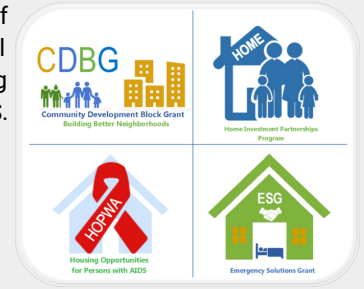 f
l
g
s.
CDBG
Community Development Block Grant
Building Better Neighborhoods
HOME
Home Investment Partnerships
Program
HOPWA
Housing Opportunities
for Persons with AIDS
ESG
Emergency Solutions Grant